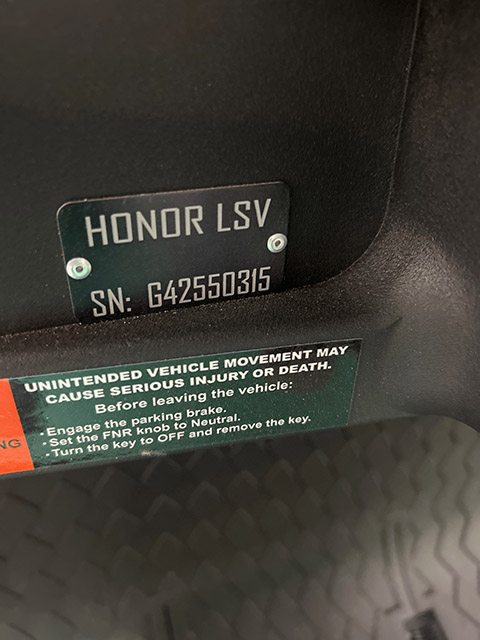 HONOR LSV
SN: G42550315
UNINTENDED VEHICLE MOVEMENT MAY
CAUSE SERIOUS INJURY OR DEATH.
Before leaving the vehicle:
• Engage the parking brake.
• Set the FNR knob to Neutral.
• Turn the key to OFF and remove the key.
NG